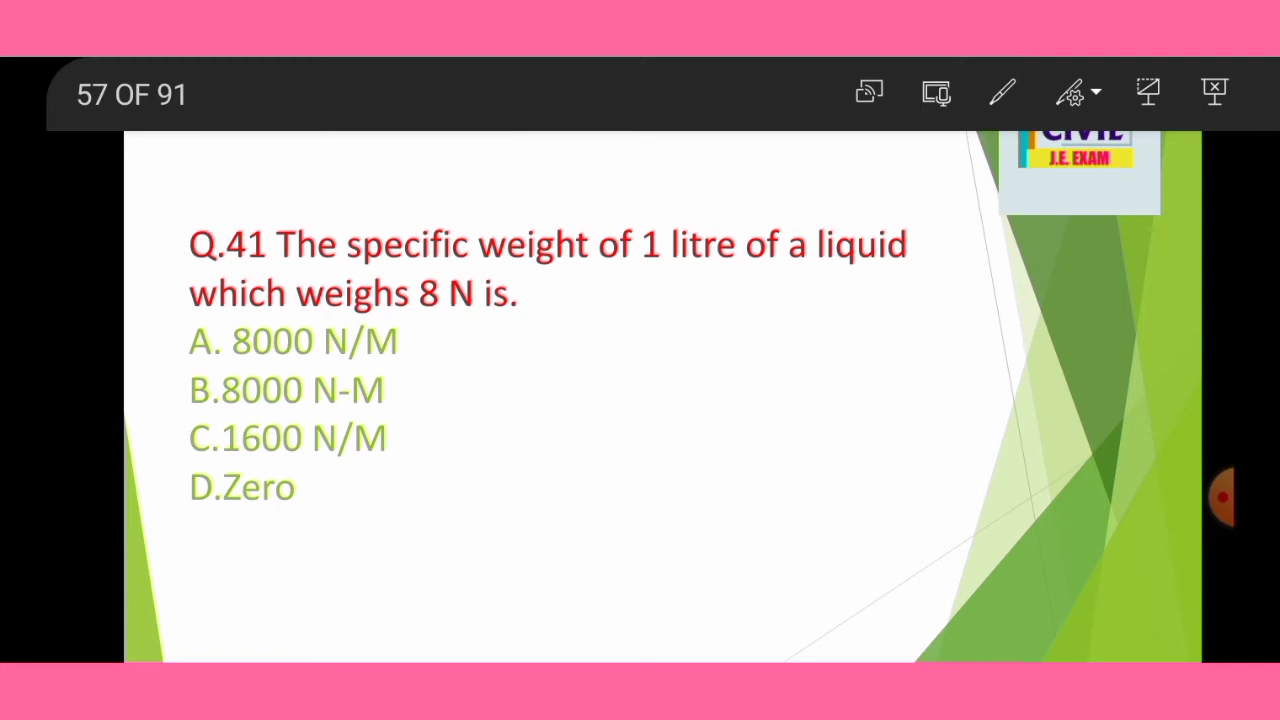 57 OF 91
CIVIL
J.E. EXAM
Q.41 The specific weight of 1 litre of a liquid
which weighs 8 N is.
A. 8000 N/M
B.8000 N-M
C.1600 N/M
D.Zero